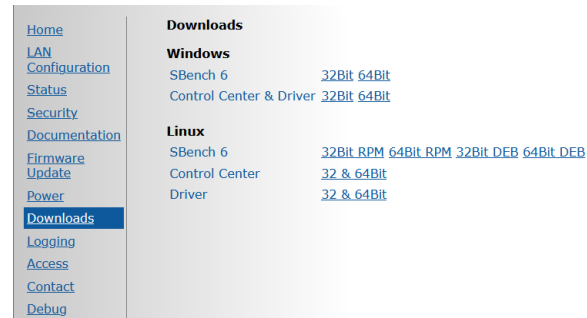 Home
LAN
Configuration
Status
Security
Documentation
Firmware
Update
Power
Downloads
Logging
Access
Contact
Debug
Downloads
Windows
SBench 6 32Bit 64Bit
Control Center & Driver 32Bit 64Bit
Linux
SBench 6 32Bit RPM 64Bit RPM 32Bit DEB 64Bit DEB
Control Center 32 & 64Bit
Driver 32 & 64Bit